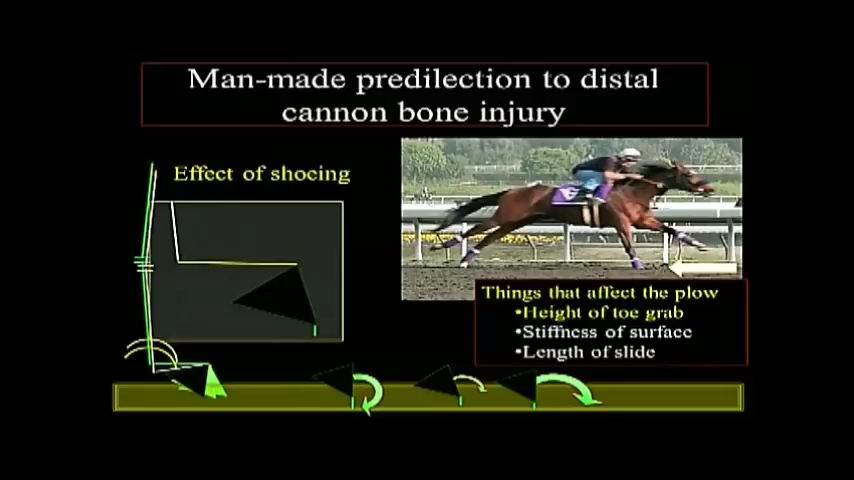 Man-made predilection to distal
cannon bone injury
Effect of shoeing
Things that affect the plow
•Height of toe grab
•Stiffness of surface
•Length of slide